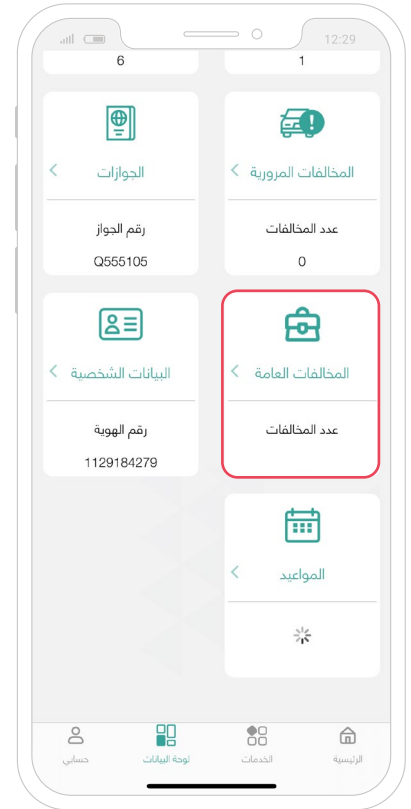 12:29
1
6
المخالفات المرورية
عدد المخالفات
0
الجوازات
رقم الجواز
Q555105
المخالفات العامة
عدد المخالفات
البيانات الشخصية
رقم الهوية
1129184279
المواعيد
الرئيسية
الخدمات
لوحة البيانات
حسابي